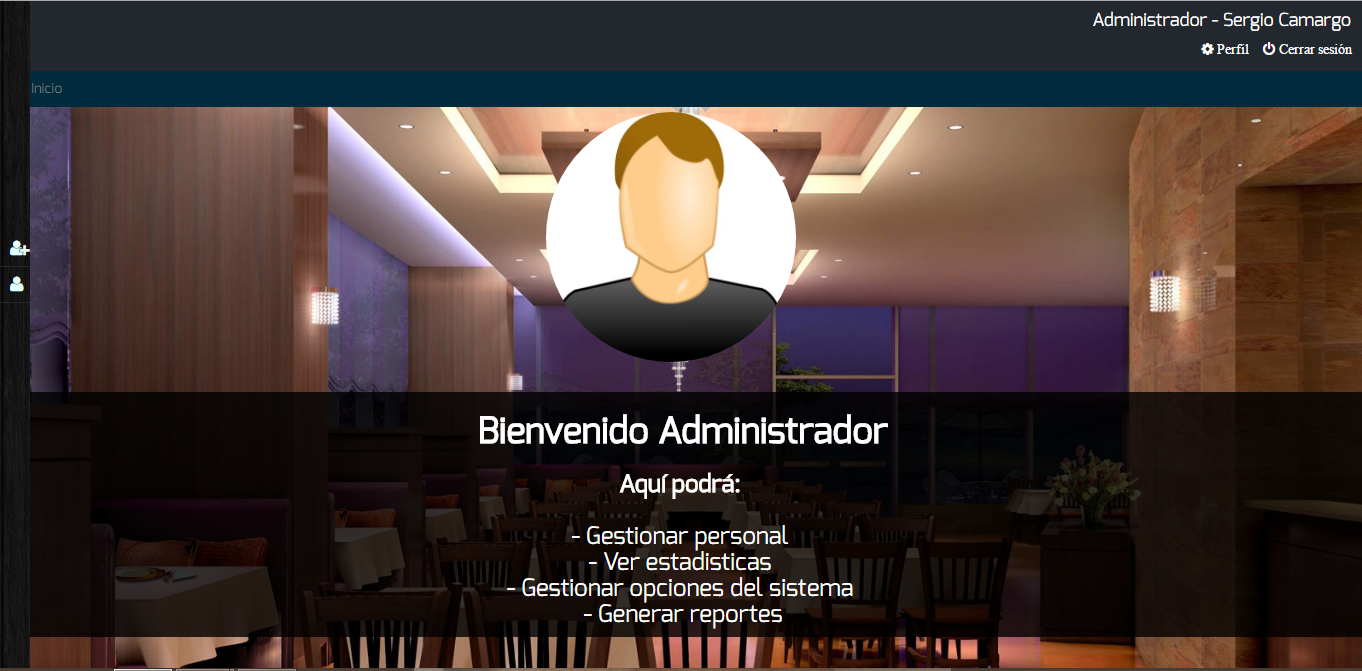 Administrador - Sergio Camargo
Perfil Cerrar sesión
Inicio
Bienvenido Administrador
Aquí podrá:
- Gestionar personal
- Ver estadisticas
- Gestionar opciones del sistema
- Generar reportes